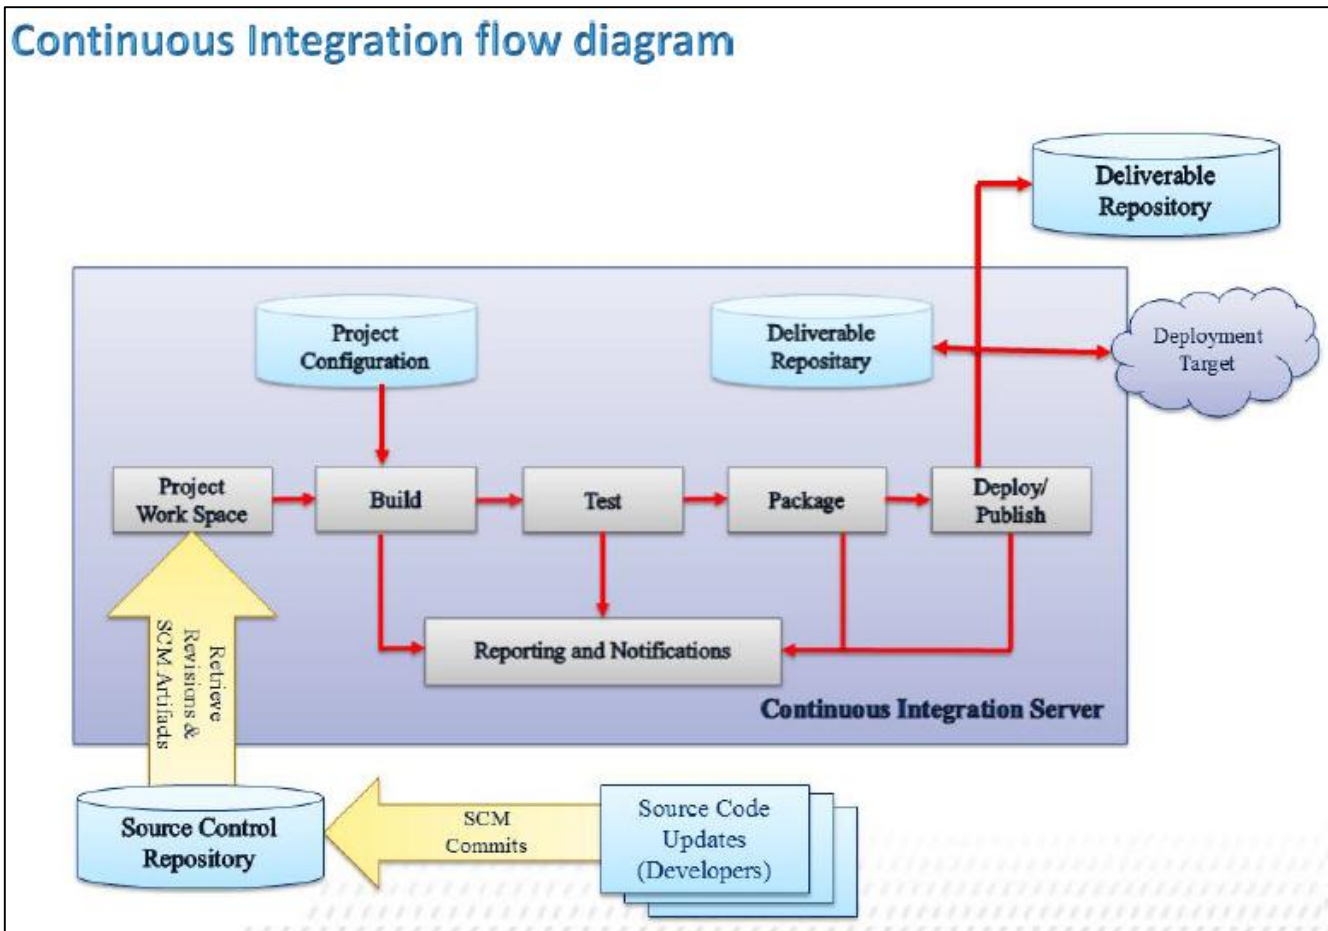 Continuous Integration flow diagram
Deliverable
Repository
Project
Configuration
Deliverable
Repositary
Deployment
Target
Project
Work Space
Build
Test
Package
Deploy/
Publish
Reporting and Notifications
Retrieve
Revisions &
SCM Artifacts
Continuous Integration Server
Source Control
Repository
SCM
Commits
Source Code
Updates
(Developers)